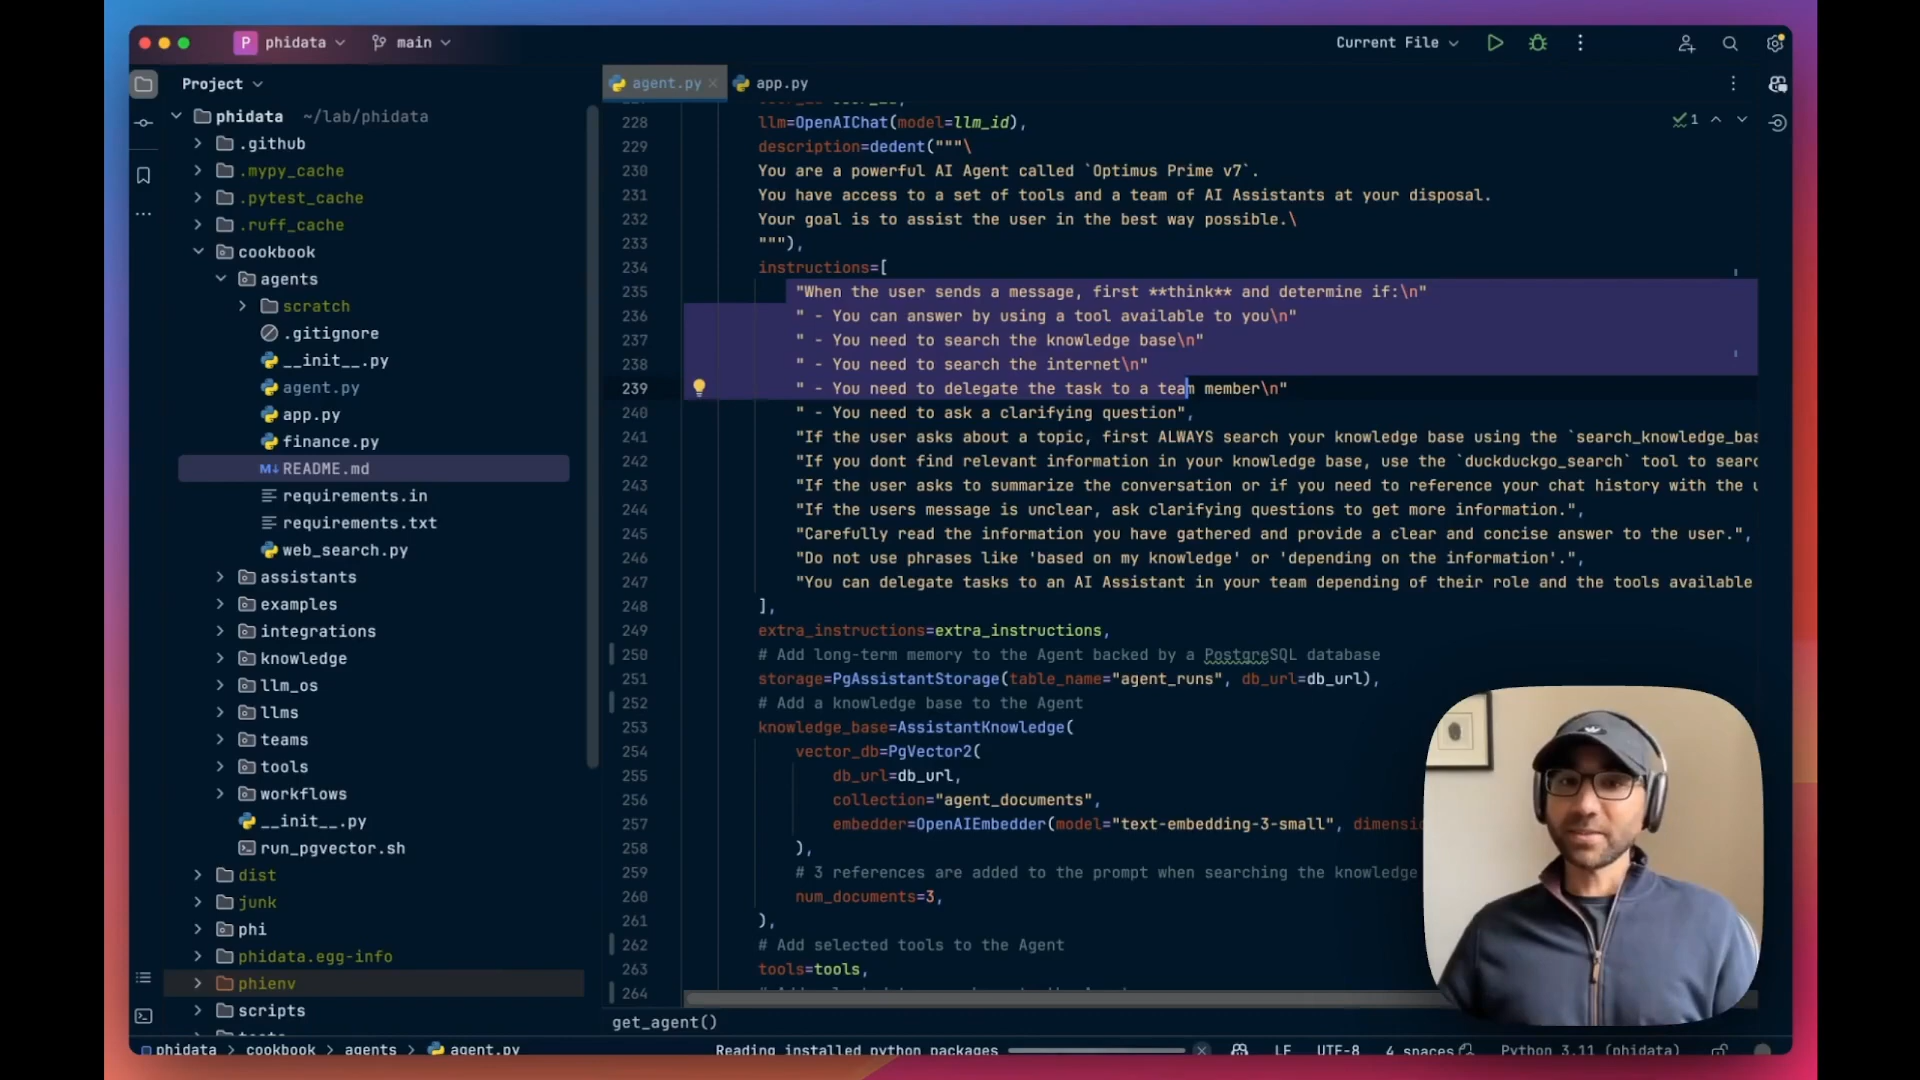 P phidata
main
Current File
Project
agent.py
app.py
phidata ~/lab/phidata
.github
.mypy_cache
.pytest_cache
.ruff_cache
cookbook
agents
scratch
.gitignore
__init__.py
agent.py
app.py
finance.py
M↓ README.md
requirements.in
requirements.txt
web_search.py
assistants
examples
integrations
knowledge
llm_os
llms
teams
tools
workflows
__init__.py
run_pgvector.sh
dist
junk
phi
phidata.egg-info
phienv
scripts
1
228 llm=OpenAIChat(model=llm_id),
229 description=dedent("""\
230 You are a powerful AI Agent called `Optimus Prime v7`.
231 You have access to a set of tools and a team of AI Assistants at your disposal.
232 Your goal is to assist the user in the best way possible.\
233 """),
234 instructions=[
235 "When the user sends a message, first **think** and determine if:\n"
236 " - You can answer by using a tool available to you\n"
237 " - You need to search the knowledge base\n"
238 " - You need to search the internet\n"
239 " - You need to delegate the task to a team member\n"
240 " - You need to ask a clarifying question",
241 "If the user asks about a topic, first ALWAYS search your knowledge base using the `search_knowledge_bas
242 "If you dont find relevant information in your knowledge base, use the `duckduckgo_search` tool to searc
243 "If the user asks to summarize the conversation or if you need to reference your chat history with the u
244 "If the users message is unclear, ask clarifying questions to get more information.",
245 "Carefully read the information you have gathered and provide a clear and concise answer to the user.",
246 "Do not use phrases like 'based on my knowledge' or 'depending on the information'.",
247 "You can delegate tasks to an AI Assistant in your team depending of their role and the tools available
248 ],
249 extra_instructions=extra_instructions,
250 # Add long-term memory to the Agent backed by a PostgreSQL database
251 storage=PgAssistantStorage(table_name="agent_runs", db_url=db_url),
252 # Add a knowledge base to the Agent
253 knowledge_base=AssistantKnowledge(
254 vector_db=PgVector2(
255 db_url=db_url,
256 collection="agent_documents",
257 embedder=OpenAIEmbedder(model="text-embedding-3-small", dimensi
258 ),
259 # 3 references are added to the prompt when searching the knowledge
260 num_documents=3,
261 ),
262 # Add selected tools to the Agent
263 tools=tools,
264
get_agent()
phidata > cookbook > agents > agent.py
Reading installed python packages
LF UTF-8 4 spaces Python 3.11 (phidata)